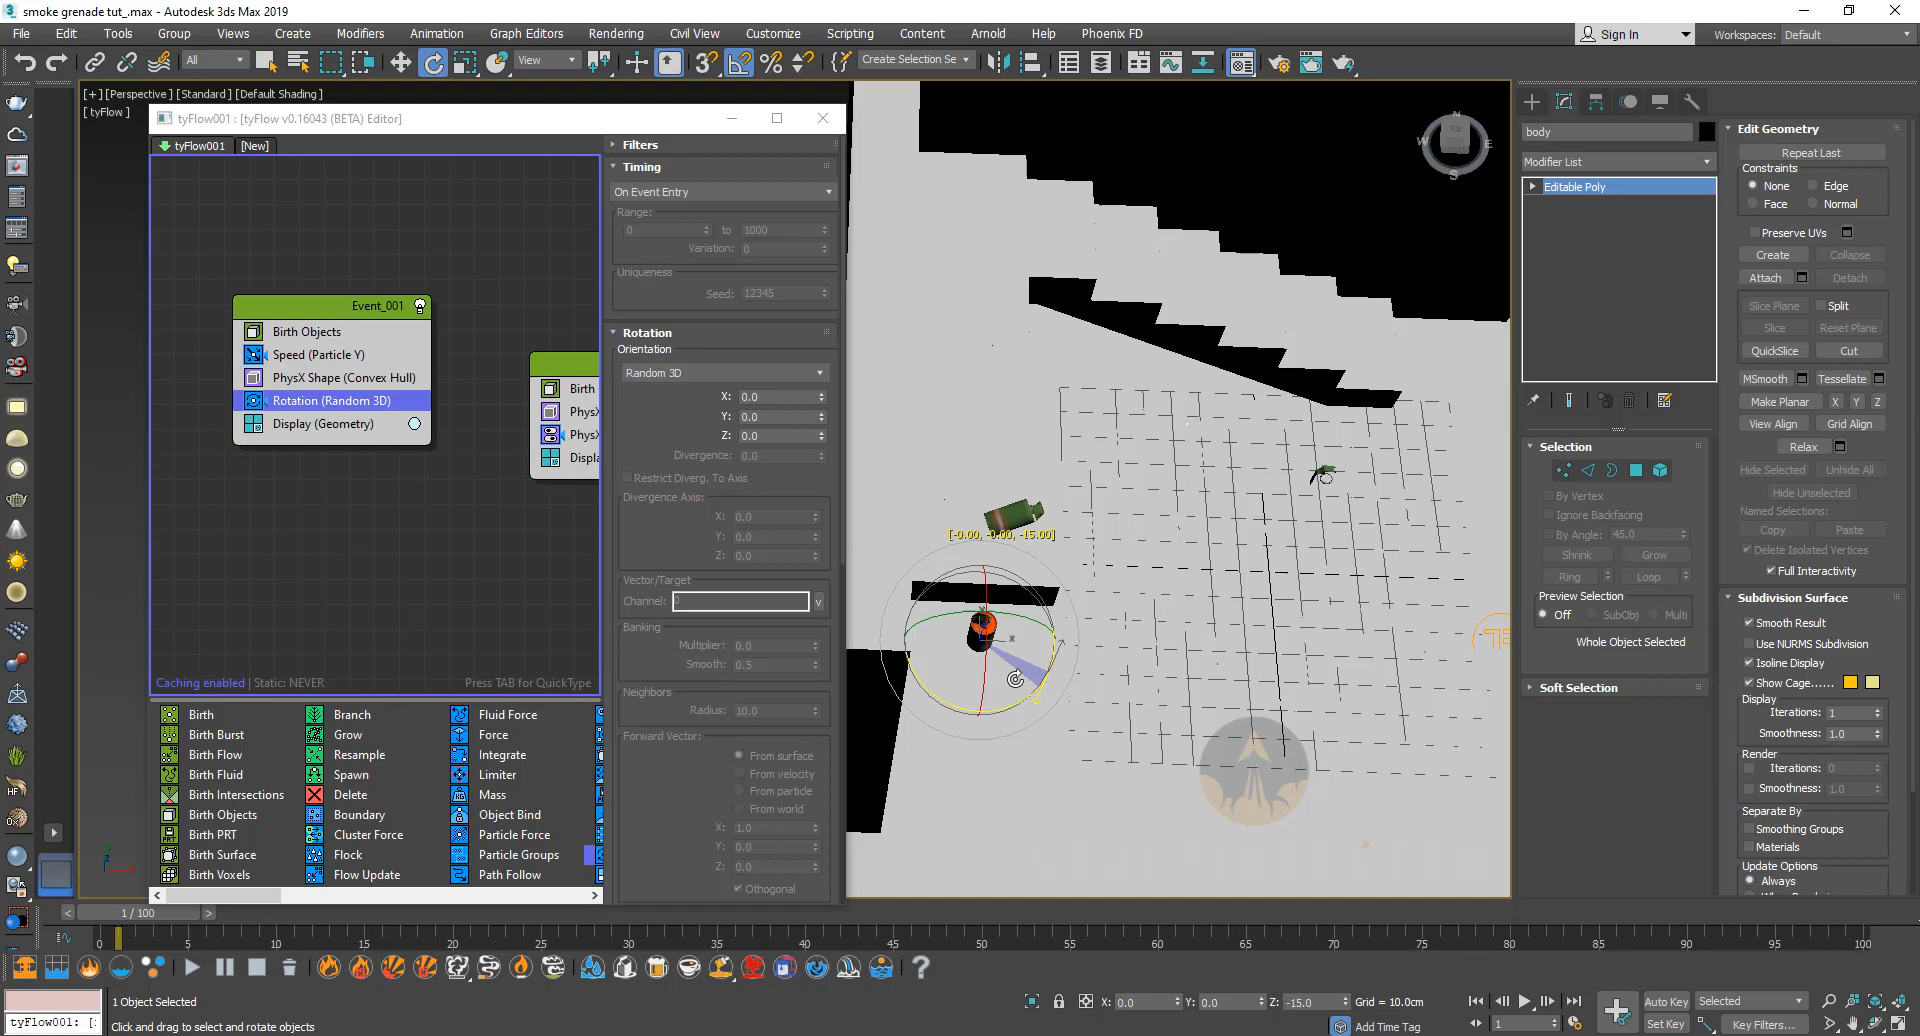 smoke grenade tut_.max - Autodesk 3ds Max 2019
File Edit Tools Group Views Create Modifiers Animation Graph Editors Rendering Civil View Customize Scripting Content Arnold Help Phoenix FD
Sign In Workspaces: Default
All View Create Selection Se
[+] [Perspective] [Standard] [Default Shading]
[ tyFlow ]
tyFlow001 : [tyFlow v0.16043 (BETA) Editor]
tyFlow001 [New]
Event_001
Birth Objects
Speed (Particle Y)
PhysX Shape (Convex Hull)
Rotation (Random 3D)
Display (Geometry)
Birth
PhysX
PhysX
Displa
Caching enabled | Static: NEVER
Press TAB for QuickType
Birth Branch Fluid Force
Birth Burst Grow Force
Birth Flow Resample Integrate
Birth Fluid Spawn Limiter
Birth Intersections Delete Mass
Birth Objects Boundary Object Bind
Birth PRT Cluster Force Particle Force
Birth Surface Flock Particle Groups
Birth Voxels Flow Update Path Follow
Filters
Timing
On Event Entry
Range:
0 to 1000
Variation: 0
Uniqueness
Seed: 12345
Rotation
Orientation
Random 3D
X: 0.0
Y: 0.0
Z: 0.0
Divergence: 0.0
Restrict Diverg. To Axis
Divergence Axis:
X: 0.0
Y: 0.0
Z: 0.0
Vector/Target
Channel: 0 v
Banking
Multiplier: 0.0
Smooth: 0.5
Neighbors
Radius: 10.0
Forward Vector:
From surface
From velocity
From particle
From world
X: 1.0
Y: 0.0
Z: 0.0
Othogonal
[-0.00, -0.00, -15.00]
N
W TOP E
S
x
body
Modifier List
Editable Poly
Selection
By Vertex
Ignore Backfacing
By Angle: 45.0
Shrink Grow
Ring Loop
Preview Selection
Off SubObj Multi
Whole Object Selected
Soft Selection
Edit Geometry
Repeat Last
Constraints
None Edge
Face Normal
Preserve UVs
Create Collapse
Attach Detach
Slice Plane Split
Slice Reset Plane
QuickSlice Cut
MSmooth Tessellate
Make Planar X Y Z
View Align Grid Align
Relax
Hide Selected Unhide All
Hide Unselected
Named Selections:
Copy Paste
Delete Isolated Vertices
Full Interactivity
Subdivision Surface
Smooth Result
Use NURMS Subdivision
Isoline Display
Show Cage......
Display
Iterations: 1
Smoothness: 1.0
Render
Iterations: 0
Smoothness: 1.0
Separate By
Smoothing Groups
Materials
Update Options
Always
HF
1 / 100
0 5 10 15 20 25 30 35 40 45 50 55 60 65 70 75 80 85 90 95 100
tyFlow001: [:
1 Object Selected
Click and drag to select and rotate objects
X: 0.0 Y: 0.0 Z: -15.0 Grid = 10.0cm
Add Time Tag
1
Auto Key Selected
Set Key Key Filters...